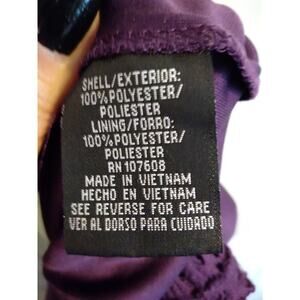 SHELL/EXTERIOR:
100% POLYESTER/
POLIESTER
LINING/FORRO:
100% POLYESTER/
POLIESTER
RN 107608
MADE IN VIETNAM
HECHO EN VIETNAM
SEE REVERSE FOR CARE
VER AL DORSO PARA CUIDADO